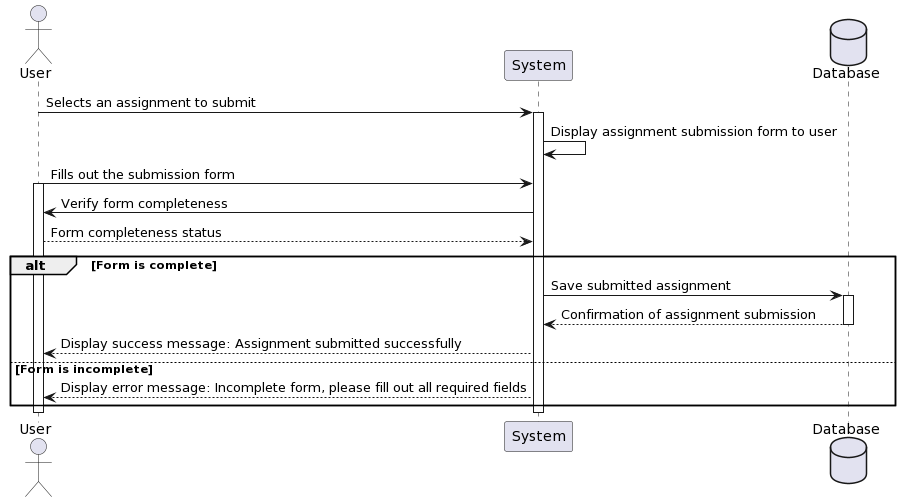 User
System
Database
Selects an assignment to submit
Display assignment submission form to user
Fills out the submission form
Verify form completeness
Form completeness status
alt [Form is complete]
Save submitted assignment
Confirmation of assignment submission
Display success message: Assignment submitted successfully
[Form is incomplete]
Display error message: Incomplete form, please fill out all required fields
User
System
Database